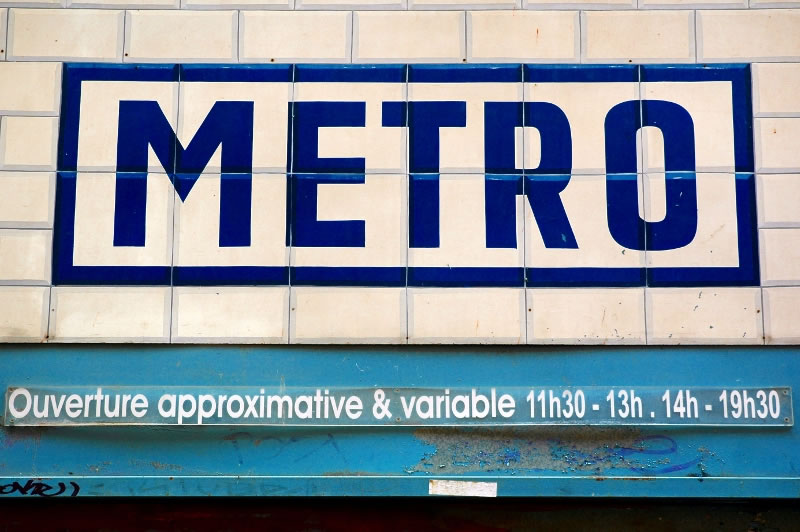 METRO
Ouverture approximative & variable 11h30 - 13h . 14h - 19h30